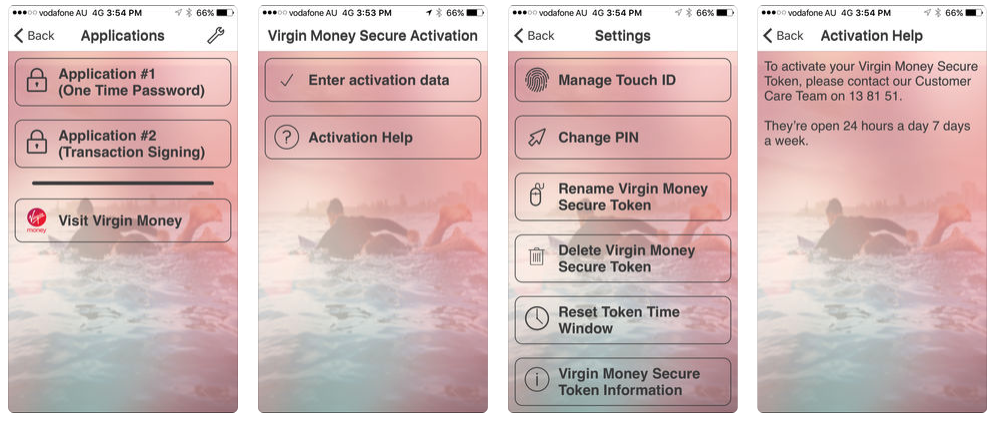 vodafone AU 4G 3:54 PM 66%
Back Applications
Application #1
(One Time Password)
Application #2
(Transaction Signing)
Virgin
money
Visit Virgin Money
vodafone AU 4G 3:53 PM 66%
Virgin Money Secure Activation
Enter activation data
? Activation Help
vodafone AU 4G 3:54 PM 66%
Back Settings
Manage Touch ID
Change PIN
Rename Virgin Money
Secure Token
Delete Virgin Money
Secure Token
Reset Token Time
Window
i Virgin Money Secure
Token Information
vodafone AU 4G 3:54 PM 66%
Back Activation Help
To activate your Virgin Money Secure
Token, please contact our Customer
Care Team on 13 81 51.
They're open 24 hours a day 7 days
a week.